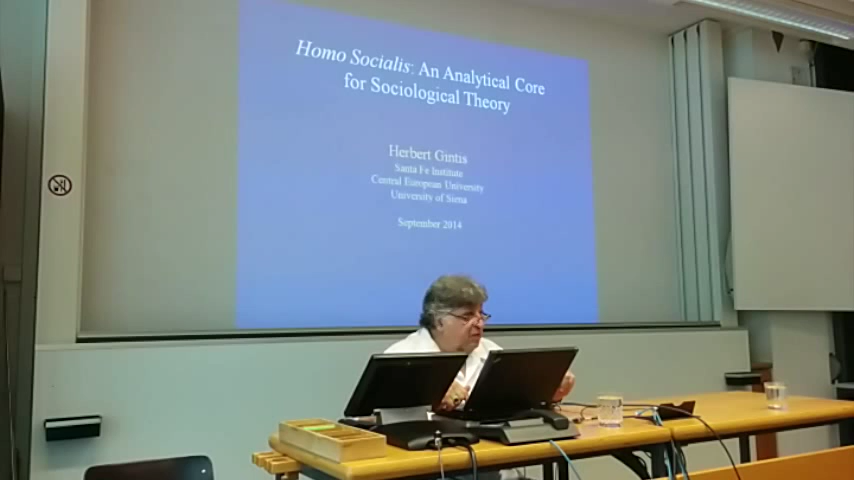 Homo Socialis: An Analytical Core
for Sociological Theory
Herbert Gintis
Santa Fe Institute
Central European University
University of Siena
September 2014